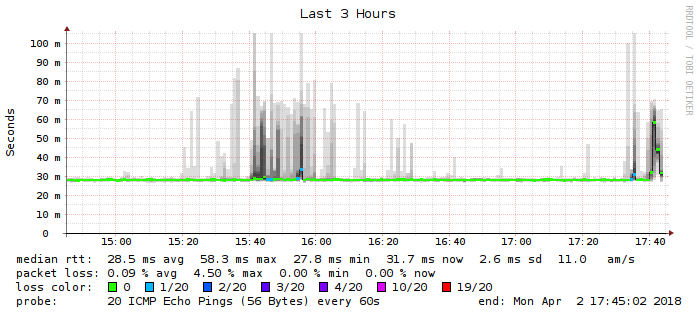 Last 3 Hours
RRDTOOL / TOBI OETIKER
Seconds
100 m
90 m
80 m
70 m
60 m
50 m
40 m
30 m
20 m
10 m
0
15:00 15:20 15:40 16:00 16:20 16:40 17:00 17:20 17:40
median rtt: 28.5 ms avg 58.3 ms max 27.8 ms min 31.7 ms now 2.6 ms sd 11.0 am/s
packet loss: 0.09 % avg 4.50 % max 0.00 % min 0.00 % now
loss color: 0 1/20 2/20 3/20 4/20 10/20 19/20
probe: 20 ICMP Echo Pings (56 Bytes) every 60s end: Mon Apr 2 17:45:02 2018